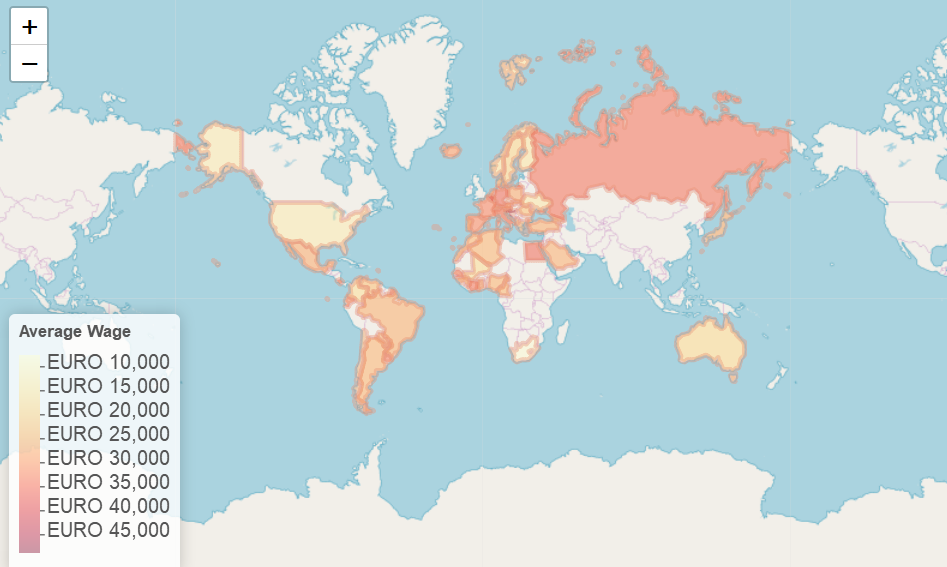 +
−
Average Wage
EURO 10,000
EURO 15,000
EURO 20,000
EURO 25,000
EURO 30,000
EURO 35,000
EURO 40,000
EURO 45,000